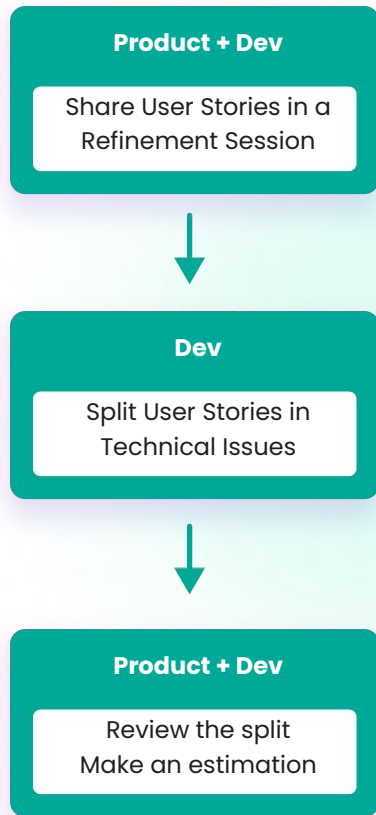 Product + Dev
Share User Stories in a
Refinement Session
Dev
Split User Stories in
Technical Issues
Product + Dev
Review the split
Make an estimation